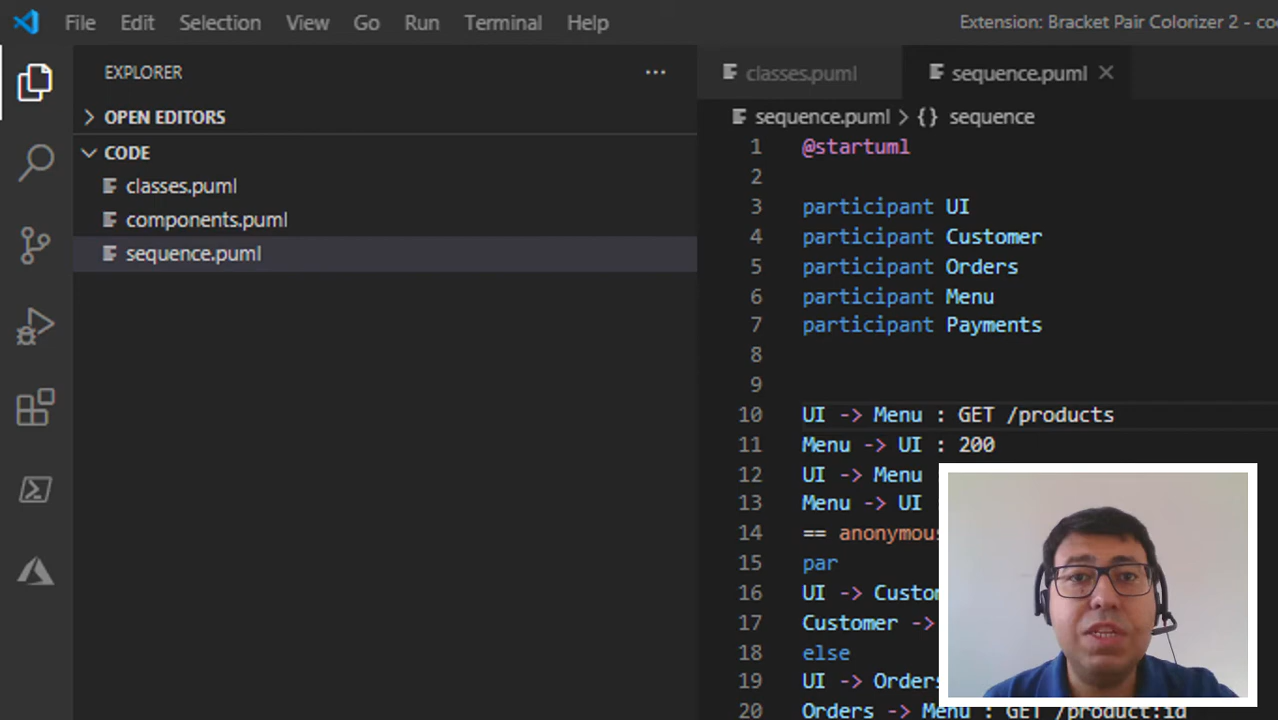 File Edit Selection View Go Run Terminal Help Extension: Bracket Pair Colorizer 2 - co
EXPLORER ...
OPEN EDITORS
CODE
classes.puml
components.puml
sequence.puml
classes.puml sequence.puml
sequence.puml > {} sequence
1 @startuml
2
3 participant UI
4 participant Customer
5 participant Orders
6 participant Menu
7 participant Payments
8
9
10 UI -> Menu : GET /products
11 Menu -> UI : 200
12 UI -> Menu
13 Menu -> UI
14 == anonymous
15 par
16 UI -> Custo
17 Customer ->
18 else
19 UI -> Orders
20 Orders -> Menu : GET /product:id